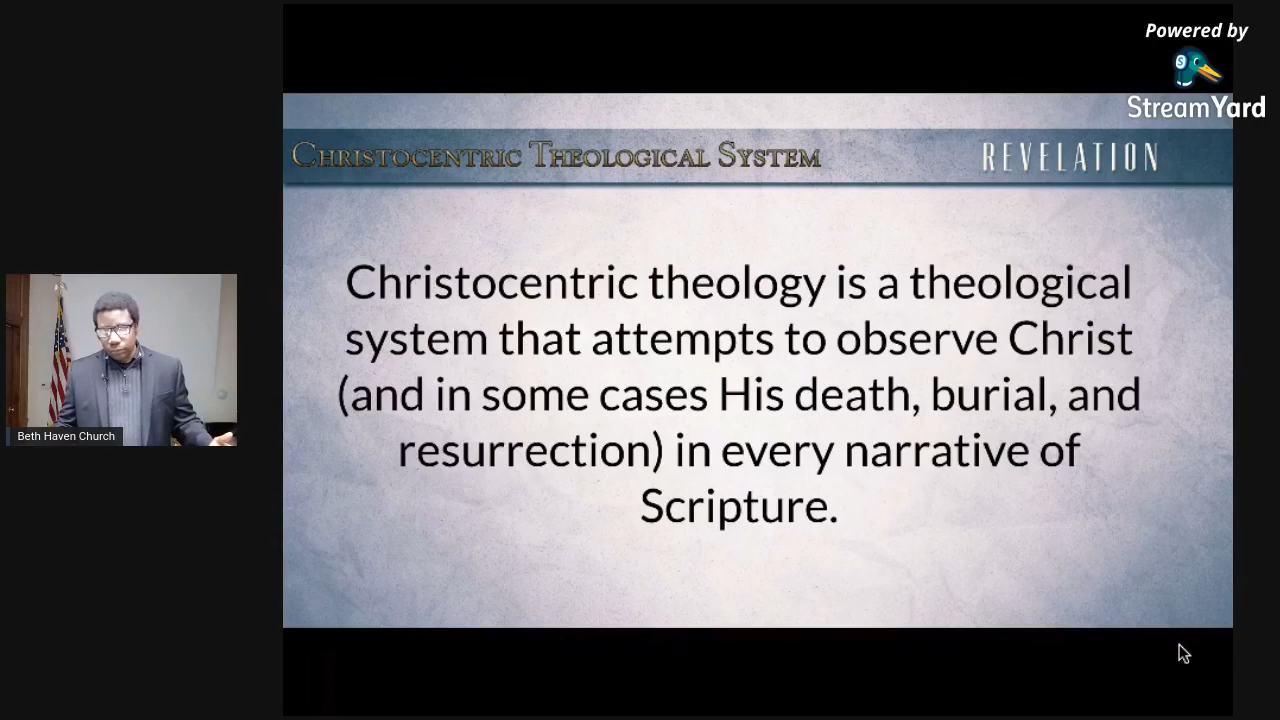 Powered by
StreamYard
CHRISTOCENTRIC THEOLOGICAL SYSTEM
REVELATION
Christocentric theology is a theological
system that attempts to observe Christ
(and in some cases His death, burial, and
resurrection) in every narrative of
Scripture.
Beth Haven Church